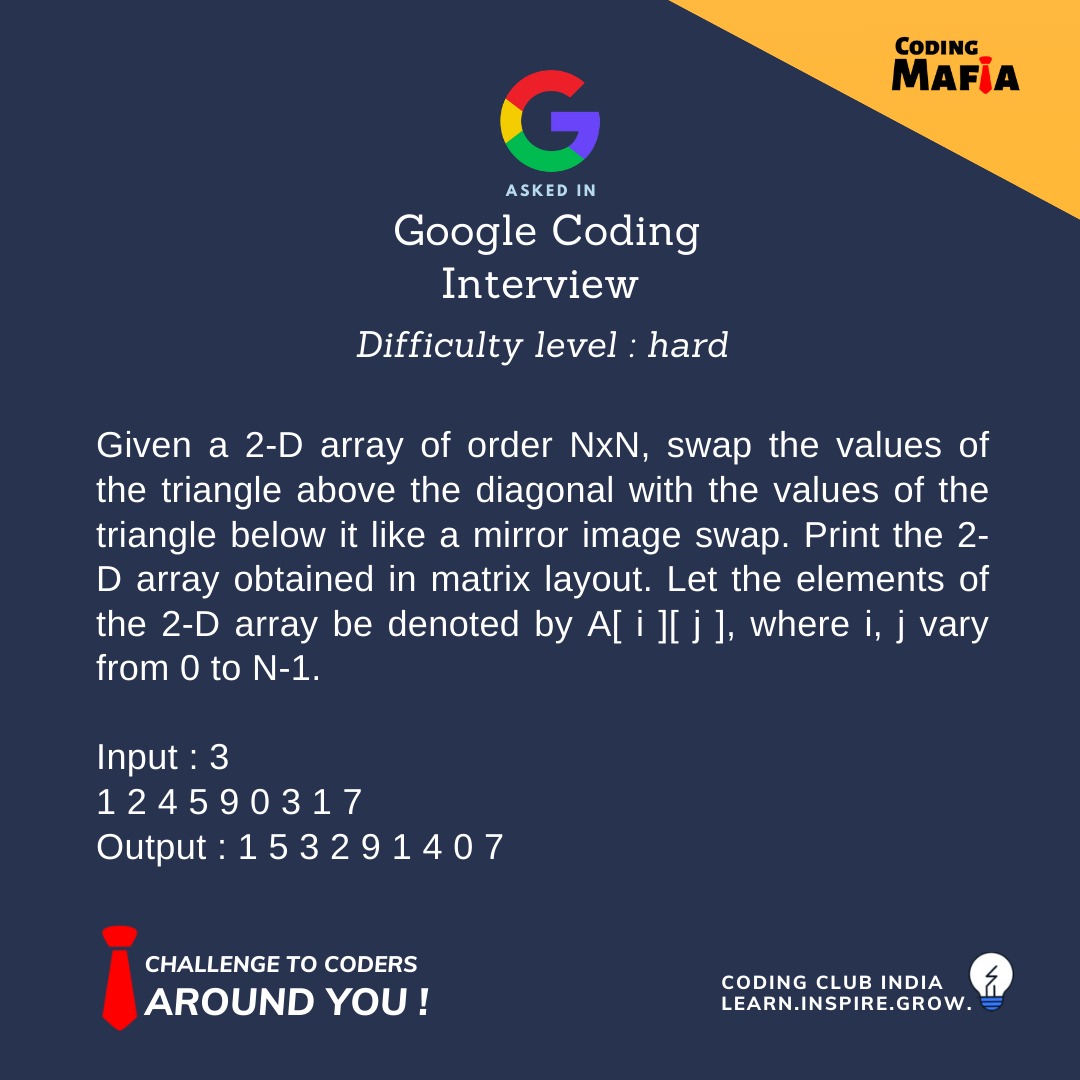 CODING
MAFIA
ASKED IN
Google Coding
Interview
Difficulty level : hard
Given a 2-D array of order NxN, swap the values of
the triangle above the diagonal with the values of the
triangle below it like a mirror image swap. Print the 2-
D array obtained in matrix layout. Let the elements of
the 2-D array be denoted by A[ i ][ j ], where i, j vary
from 0 to N-1.
Input : 3
1 2 4 5 9 0 3 1 7
Output : 1 5 3 2 9 1 4 0 7
CHALLENGE TO CODERS
AROUND YOU !
CODING CLUB INDIA
LEARN.INSPIRE.GROW.